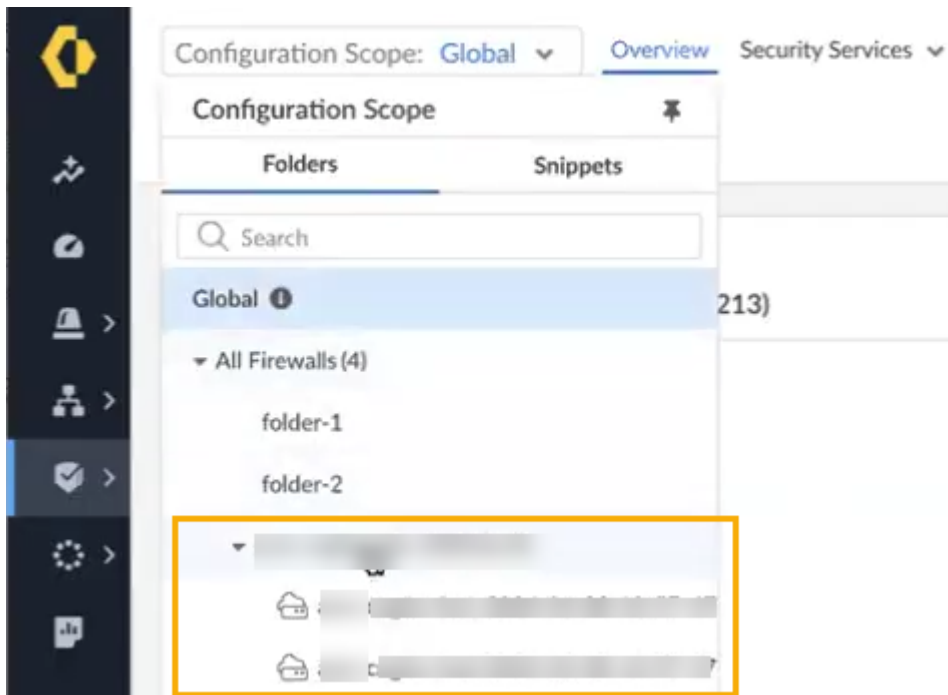 Configuration Scope: Global Overview Security Services
Configuration Scope
Folders Snippets
Search
Global
213)
All Firewalls (4)
folder-1
folder-2